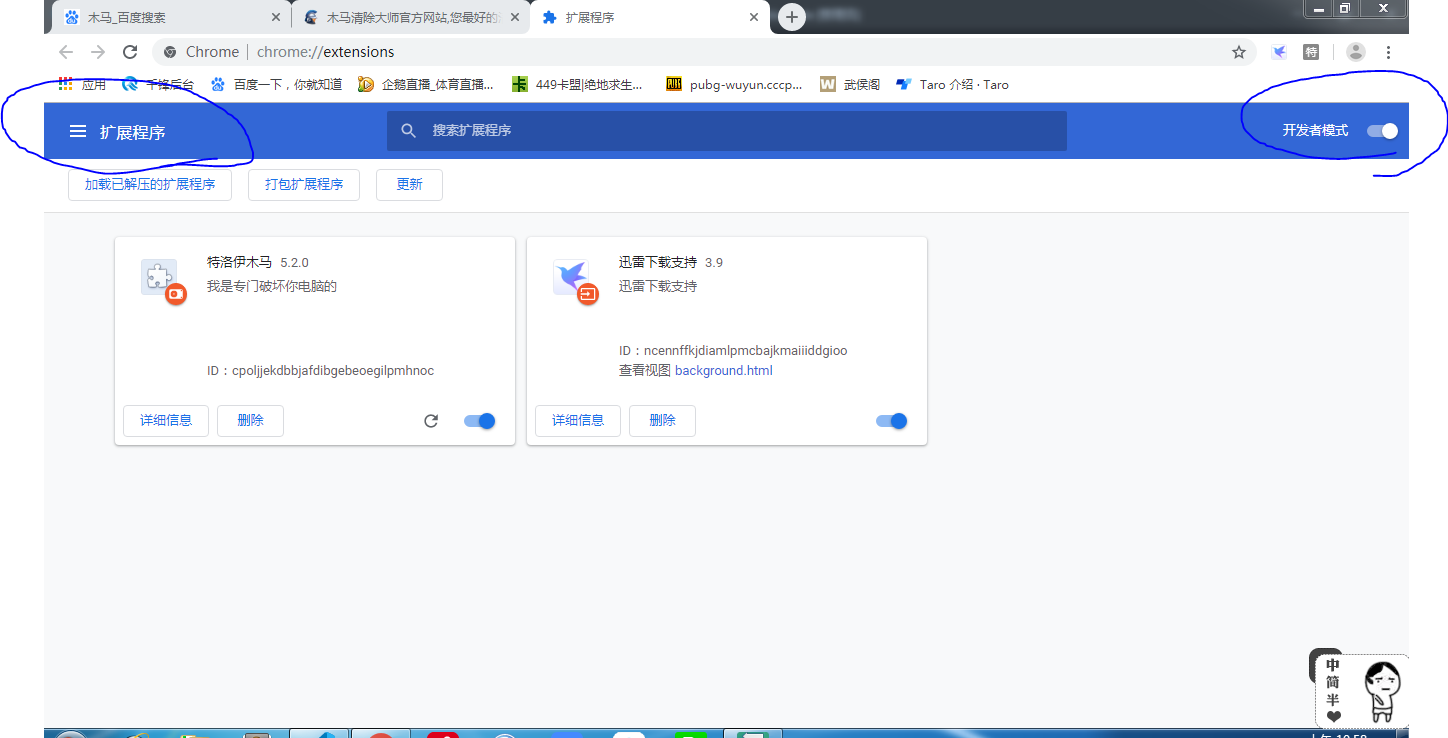 木马_百度搜索
木马清除大师官方网站,您最好的
扩展程序
Chrome
chrome://extensions
特
应用
千锋后台
百度一下，你就知道
企鹅直播_体育直播...
449卡盟|绝地求生...
pubg-wuyun.cccp...
武侯阁
Taro 介绍 · Taro
扩展程序
搜索扩展程序
开发者模式
加载已解压的扩展程序
打包扩展程序
更新
特洛伊木马 5.2.0
我是专门破坏你电脑的
ID：cpoljjekdbbjafdibgebeoegilpmhnoc
详细信息
删除
迅雷下载支持 3.9
迅雷下载支持
ID：ncennffkjdiamlpmcbajkmaiiiddgioo
查看视图 background.html
详细信息
删除
中
简
半